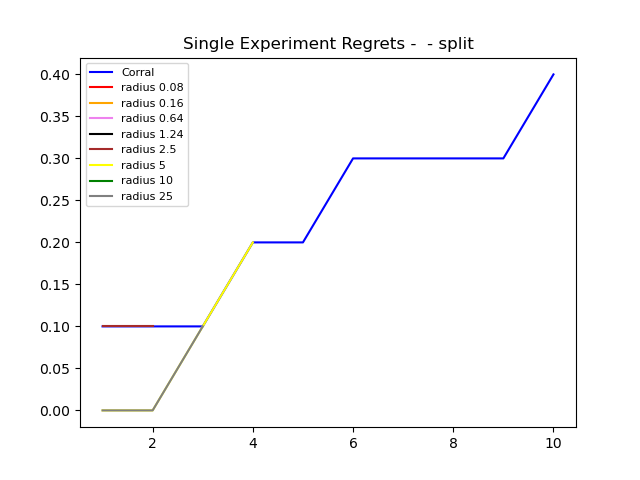 Single Experiment Regrets -  - split
Corral
radius 0.08
radius 0.16
radius 0.64
radius 1.24
radius 2.5
radius 5
radius 10
radius 25
0.40
0.35
0.30
0.25
0.20
0.15
0.10
0.05
0.00
2 4 6 8 10